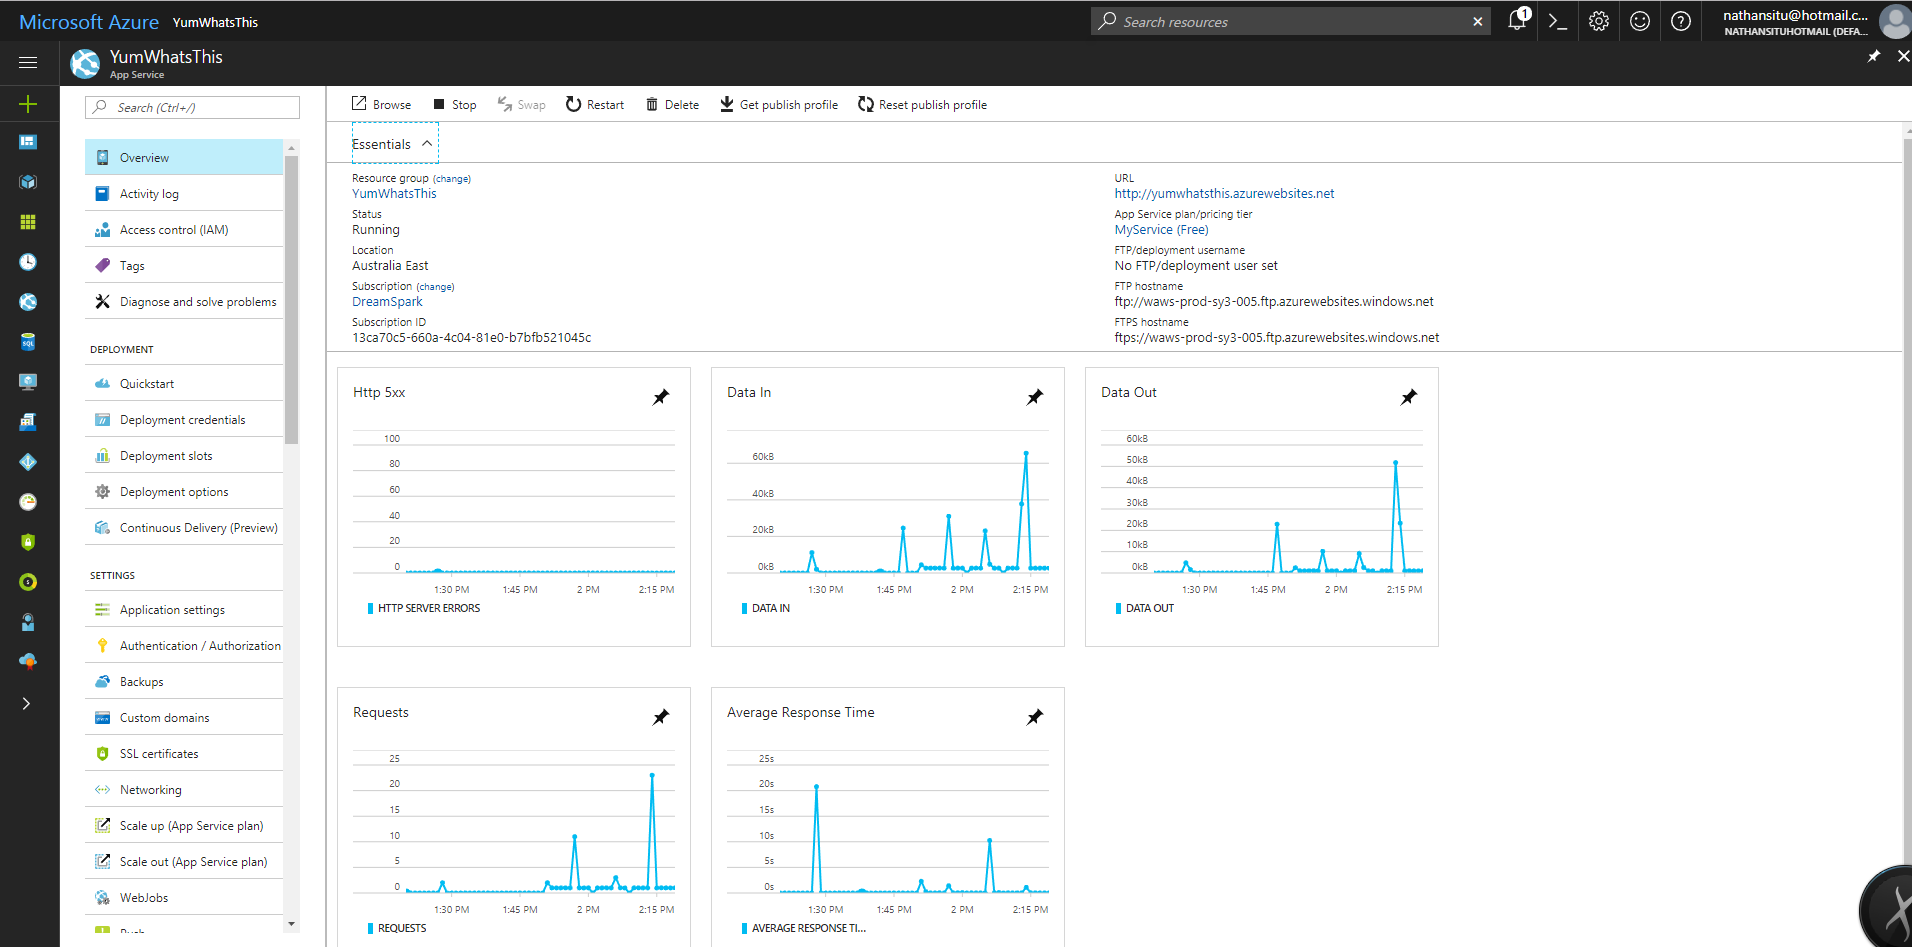 Microsoft Azure YumWhatsThis
Search resources
1
nathansitu@hotmail.c...
NATHANSITUHOTMAIL (DEFA...
YumWhatsThis
App Service
Search (Ctrl+/)
Overview
Activity log
Access control (IAM)
Tags
Diagnose and solve problems
DEPLOYMENT
Quickstart
Deployment credentials
Deployment slots
Deployment options
Continuous Delivery (Preview)
SETTINGS
Application settings
Authentication / Authorization
Backups
Custom domains
SSL certificates
Networking
Scale up (App Service plan)
Scale out (App Service plan)
WebJobs
Push
Browse Stop Swap Restart Delete Get publish profile Reset publish profile
Essentials
Resource group (change)
YumWhatsThis
Status
Running
Location
Australia East
Subscription (change)
DreamSpark
Subscription ID
13ca70c5-660a-4c04-81e0-b7bfb521045c
URL
http://yumwhatsthis.azurewebsites.net
App Service plan/pricing tier
MyService (Free)
FTP/deployment username
No FTP/deployment user set
FTP hostname
ftp://waws-prod-sy3-005.ftp.azurewebsites.windows.net
FTPS hostname
ftps://waws-prod-sy3-005.ftp.azurewebsites.windows.net
Http 5xx
100
80
60
40
20
0
1:30 PM 1:45 PM 2 PM 2:15 PM
HTTP SERVER ERRORS
Data In
60kB
40kB
20kB
0kB
1:30 PM 1:45 PM 2 PM 2:15 PM
DATA IN
Data Out
60kB
50kB
40kB
30kB
20kB
10kB
0kB
1:30 PM 1:45 PM 2 PM 2:15 PM
DATA OUT
Requests
25
20
15
10
5
0
1:30 PM 1:45 PM 2 PM 2:15 PM
REQUESTS
Average Response Time
25s
20s
15s
10s
5s
0s
1:30 PM 1:45 PM 2 PM 2:15 PM
AVERAGE RESPONSE TI...